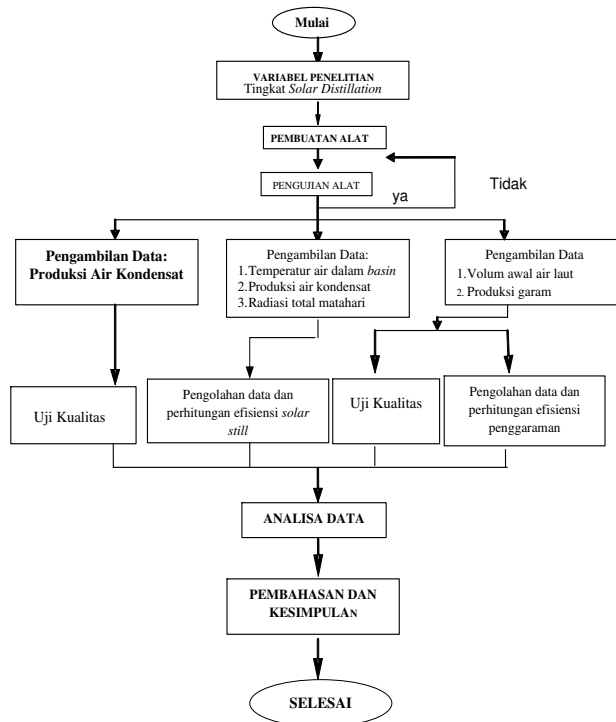 Mulai
VARIABEL PENELITIAN
Tingkat Solar Distillation
PEMBUATAN ALAT
PENGUJIAN ALAT
ya
Tidak
Pengambilan Data:
Produksi Air Kondensat
Pengambilan Data:
1.Temperatur air dalam basin
2.Produksi air kondensat
3.Radiasi total matahari
Pengambilan Data
1.Volum awal air laut
2. Produksi garam
Uji Kualitas
Pengolahan data dan
perhitungan efisiensi solar
still
Uji Kualitas
Pengolahan data dan
perhitungan efisiensi
penggaraman
ANALISA DATA
PEMBAHASAN DAN
KESIMPULAN
SELESAI